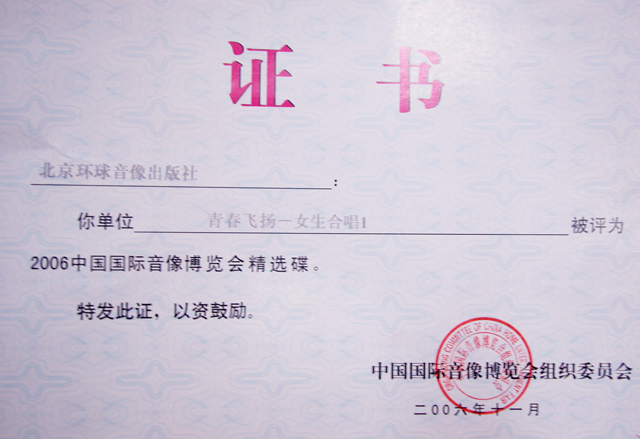 证书
北京环球音像出版社:
你单位 青春飞扬－女生合唱1 被评为
2006中国国际音像博览会精选碟。
特发此证，以资鼓励。
中国国际音像博览会组织委员会
二00六年十一月